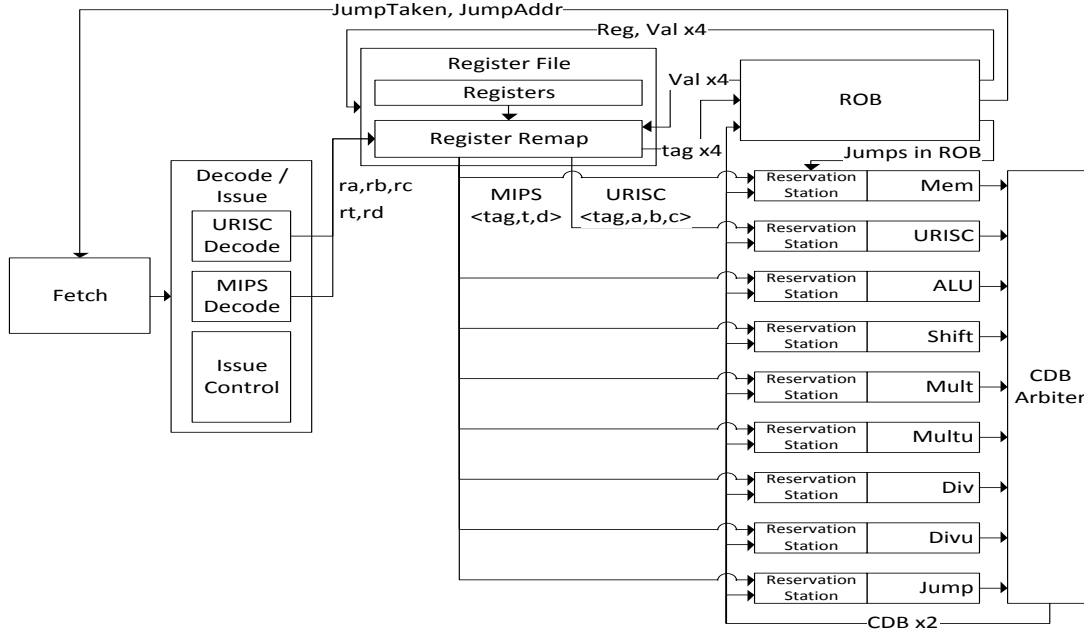 JumpTaken, JumpAddr
Reg, Val x4
Register File
Registers
Register Remap
Val x4
tag x4
ROB
Jumps in ROB
Decode /
Issue
URISC
Decode
MIPS
Decode
Issue
Control
Fetch
ra,rb,rc
rt,rd
MIPS
<tag,t,d>
URISC
<tag,a,b,c>
Reservation
Station
Mem
Reservation
Station
URISC
Reservation
Station
ALU
Reservation
Station
Shift
Reservation
Station
Mult
Reservation
Station
Multu
Reservation
Station
Div
Reservation
Station
Divu
Reservation
Station
Jump
CDB
Arbiter
CDB x2